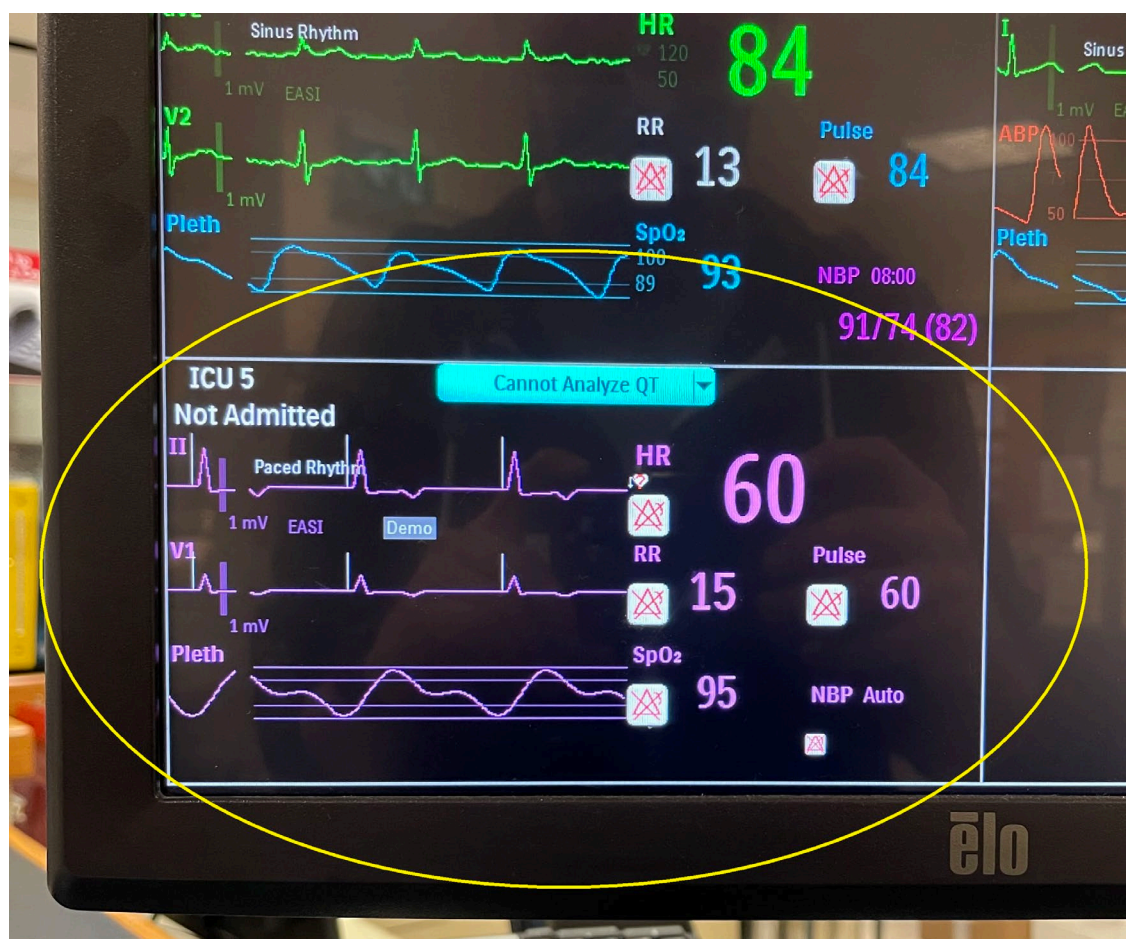 Sinus Rhythm
HR
120
50
84
1 mV EASI
V2
1 mV
RR
13
Pulse
84
Pleth
SpO₂
100
89
93
NBP 08:00
91/74 (82)
I
Sinus
1 mV
ABP
100
50
Pleth
ICU 5
Cannot Analyze QT
Not Admitted
II
Paced Rhythm
HR
60
1 mV EASI Demo
V1
1 mV
RR
15
Pulse
60
Pleth
SpO₂
95
NBP Auto
ēlo